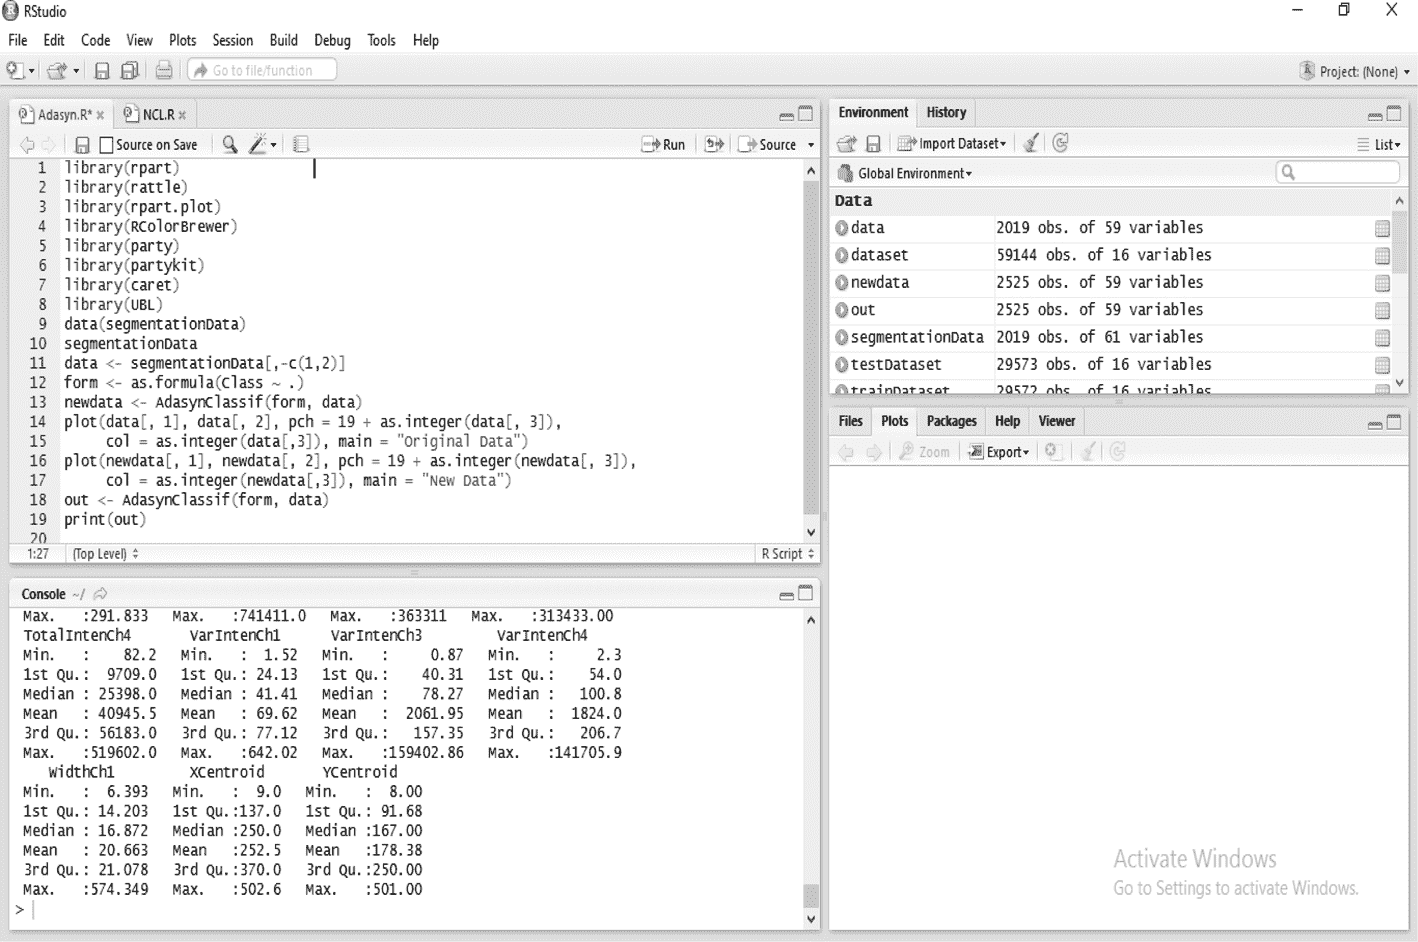 RStudio
File Edit Code View Plots Session Build Debug Tools Help
Go to file/function
Project: (None)
Adasyn.R* NCL.R
Source on Save Run Source
1 library(rpart)
2 library(rattle)
3 library(rpart.plot)
4 library(RColorBrewer)
5 library(party)
6 library(partykit)
7 library(caret)
8 library(UBL)
9 data(segmentationData)
10 segmentationData
11 data <- segmentationData[,-c(1,2)]
12 form <- as.formula(Class ~ .)
13 newdata <- AdasynClassif(form, data)
14 plot(data[, 1], data[, 2], pch = 19 + as.integer(data[, 3]),
15 col = as.integer(data[,3]), main = "Original Data")
16 plot(newdata[, 1], newdata[, 2], pch = 19 + as.integer(newdata[, 3]),
17 col = as.integer(newdata[,3]), main = "New Data")
18 out <- AdasynClassif(form, data)
19 print(out)
20
1:27 (Top Level) R Script
Console ~/
Max. :291.833 Max. :741411.0 Max. :363311 Max. :313433.00
TotalIntenCh4 VarIntenCh1 VarIntenCh3 VarIntenCh4
Min. : 82.2 Min. : 1.52 Min. : 0.87 Min. : 2.3
1st Qu.: 9709.0 1st Qu.: 24.13 1st Qu.: 40.31 1st Qu.: 54.0
Median : 25398.0 Median : 41.41 Median : 78.27 Median : 100.8
Mean : 40945.5 Mean : 69.62 Mean : 2061.95 Mean : 1824.0
3rd Qu.: 56183.0 3rd Qu.: 77.12 3rd Qu.: 157.35 3rd Qu.: 206.7
Max. :519602.0 Max. :642.02 Max. :159402.86 Max. :141705.9
WidthCh1 XCentroid YCentroid
Min. : 6.393 Min. : 9.0 Min. : 8.00
1st Qu.: 14.203 1st Qu.:137.0 1st Qu.: 91.68
Median : 16.872 Median :250.0 Median :167.00
Mean : 20.663 Mean :252.5 Mean :178.38
3rd Qu.: 21.078 3rd Qu.:370.0 3rd Qu.:250.00
Max. :574.349 Max. :502.6 Max. :501.00
>
Environment History
Import Dataset List
Global Environment
Data
data 2019 obs. of 59 variables
dataset 59144 obs. of 16 variables
newdata 2525 obs. of 59 variables
out 2525 obs. of 59 variables
segmentationData 2019 obs. of 61 variables
testDataset 29573 obs. of 16 variables
trainDataset 29572 obs. of 16 variables
Files Plots Packages Help Viewer
Zoom Export
Activate Windows
Go to Settings to activate Windows.